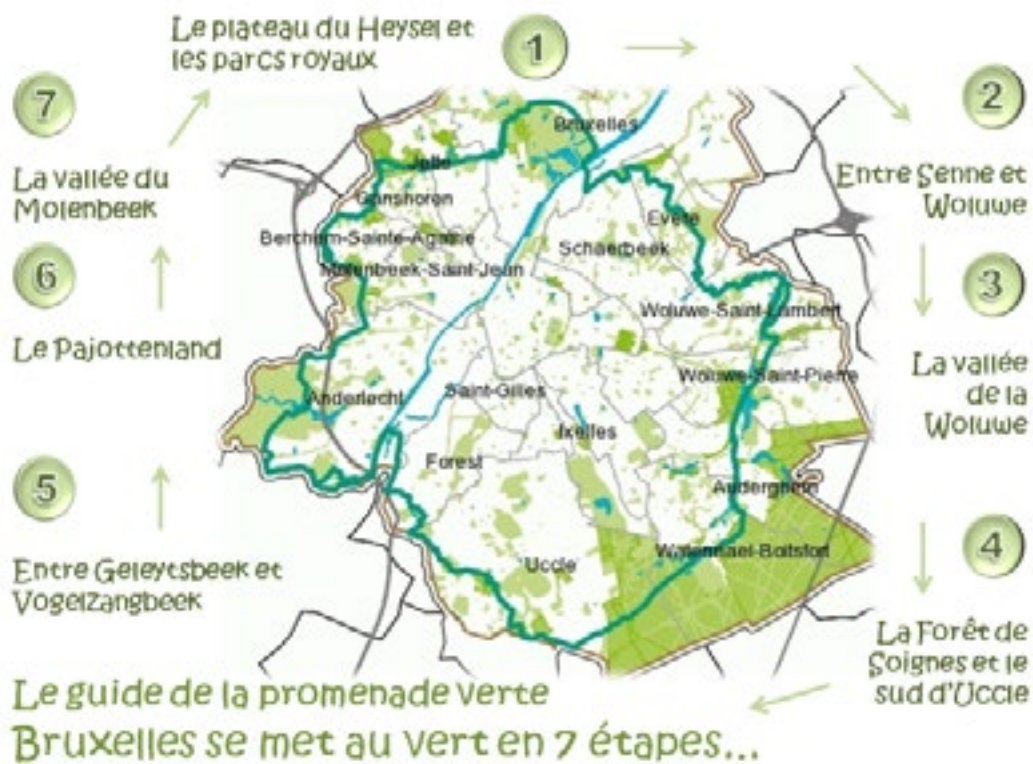 Le plateau du Heysel et
les parcs royaux
1
2
Entre Senne et
Woluwe
3
La vallée
de la
Woluwe
4
La Forêt de
Soignes et le
sud d'Uccle
5
Entre Geleytsbeek et
Vogelzangbeek
6
Le Pajottenland
7
La vallée du
Molenbeek
Bruxelles
Jette
Ganshoren
Evere
Berchem-Sainte-Agathe
Schaerbeek
Molenbeek-Saint-Jean
Woluwe-Saint-Lambert
Woluwe-Saint-Pierre
Anderlecht
Saint-Gilles
Ixelles
Forest
Auderghem
Watermael-Boitsfort
Uccle
Le guide de la promenade verte
Bruxelles se met au vert en 7 étapes...